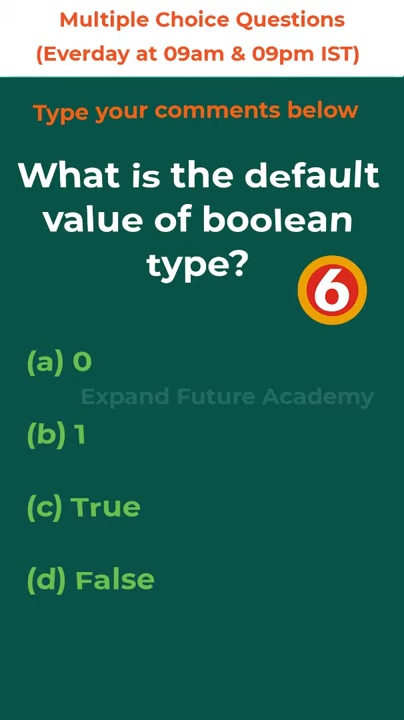 Multiple Choice Questions
(Everday at 09am & 09pm IST)
Type your comments below
What is the default
value of boolean
type?
6
(a) 0
Expand Future Academy
(b) 1
(c) True
(d) False